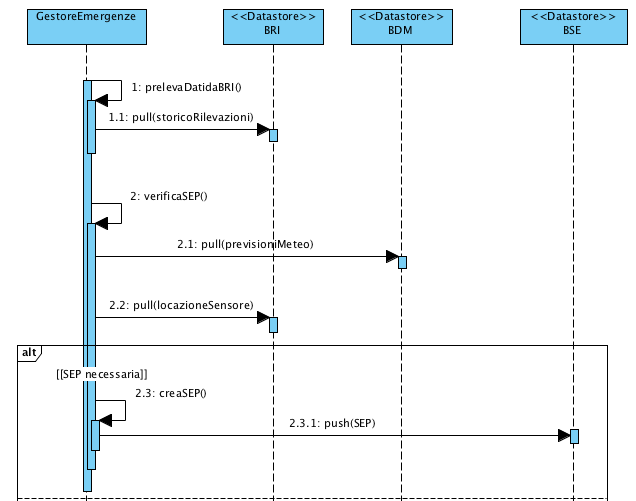 GestoreEmergenze
<<Datastore>>
BRI
<<Datastore>>
BDM
<<Datastore>>
BSE
1: prelevaDatidaBRI()
1.1: pull(storicoRilevazioni)
2: verificaSEP()
2.1: pull(previsioniMeteo)
2.2: pull(locazioneSensore)
alt
[[SEP necessaria]]
2.3: creaSEP()
2.3.1: push(SEP)